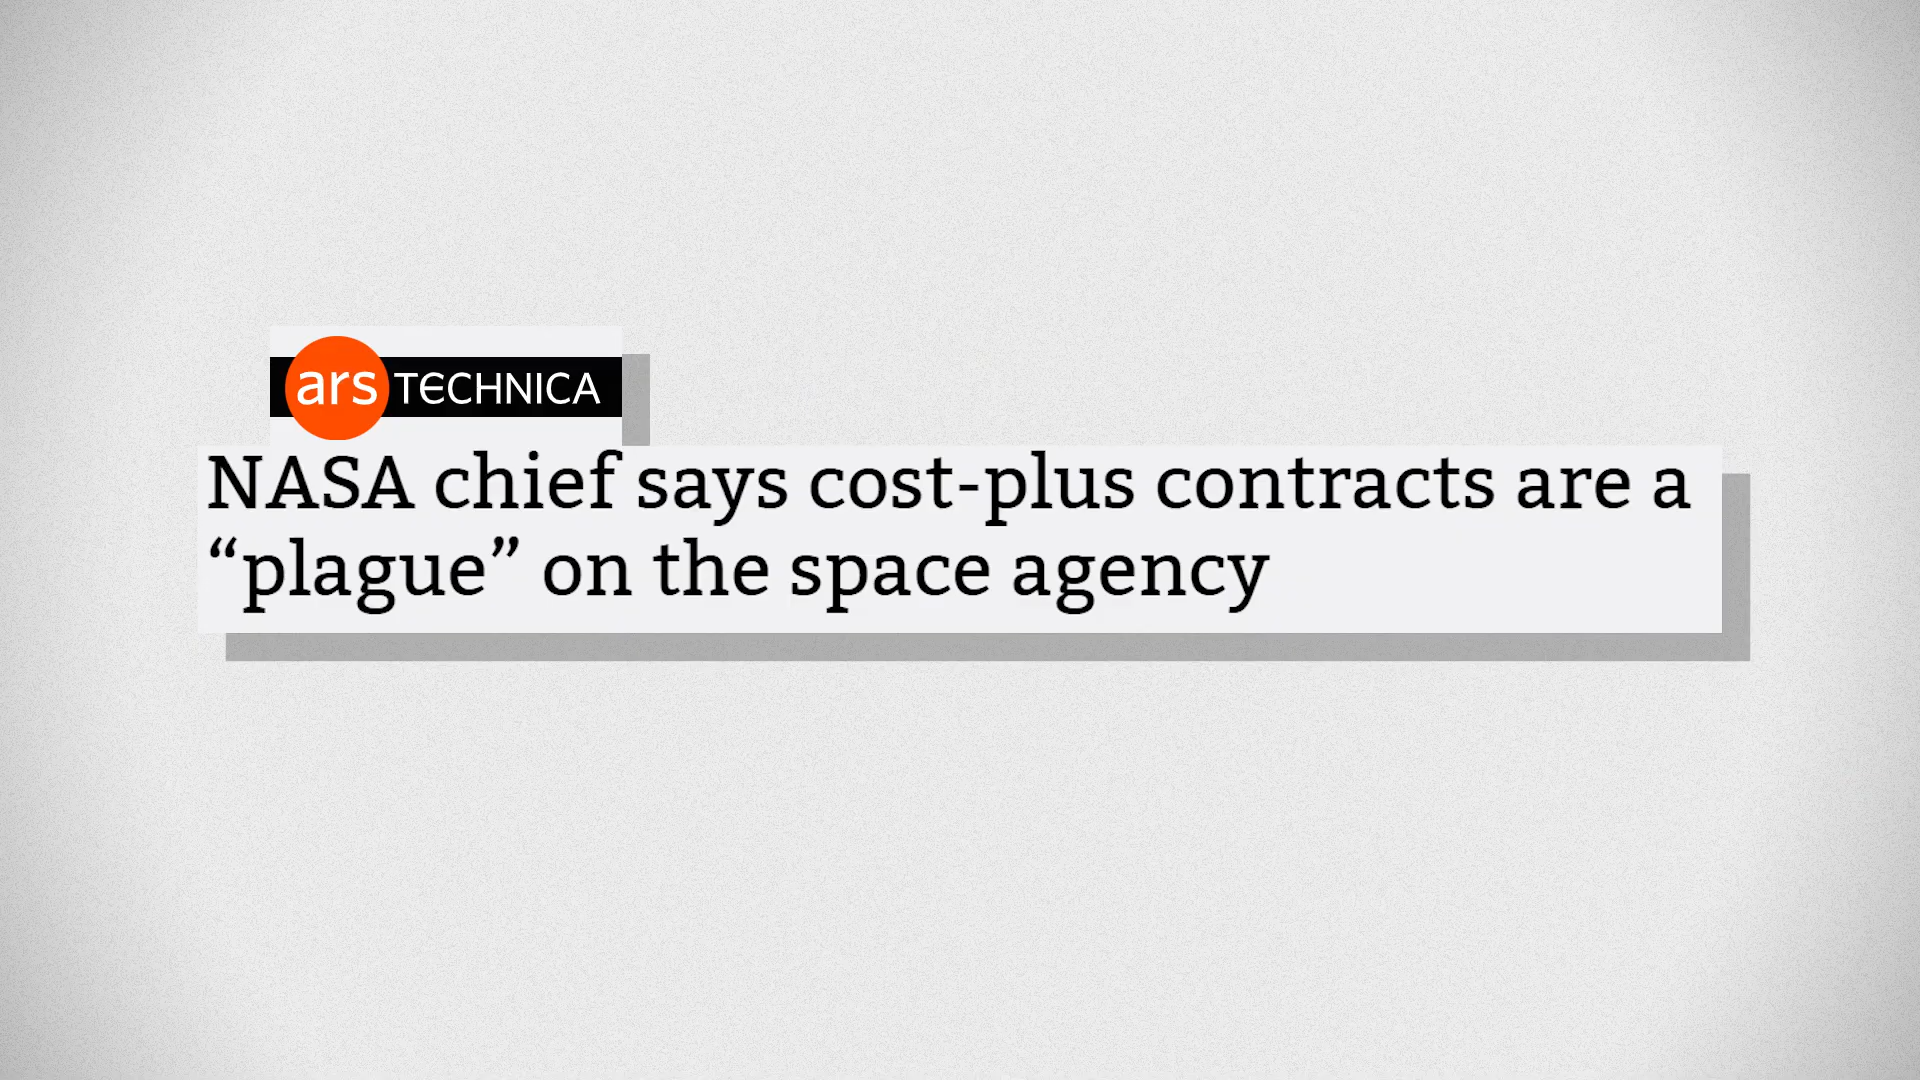 ars TECHNICA
NASA chief says cost-plus contracts are a
“plague” on the space agency